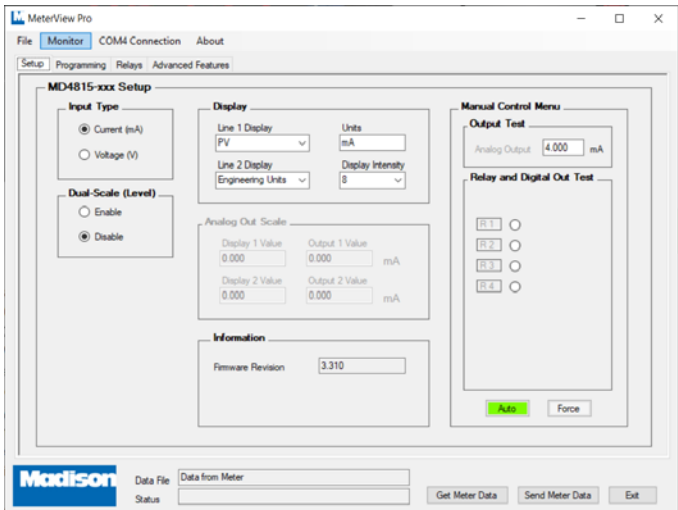 MeterView Pro
File Monitor COM4 Connection About
Setup Programming Relays Advanced Features
MD4815-xxx Setup
Input Type
Current (mA)
Voltage (V)
Dual-Scale (Level)
Enable
Disable
Display
Line 1 Display Units
PV mA
Line 2 Display Display Intensity
Engineering Units 8
Analog Out Scale
Display 1 Value Output 1 Value
0.000 0.000 mA
Display 2 Value Output 2 Value
0.000 0.000 mA
Information
Firmware Revision 3.310
Manual Control Menu
Output Test
Analog Output 4.000 mA
Relay and Digital Out Test
R 1
R 2
R 3
R 4
Auto Force
Madison
Data File Data from Meter
Status
Get Meter Data Send Meter Data Exit